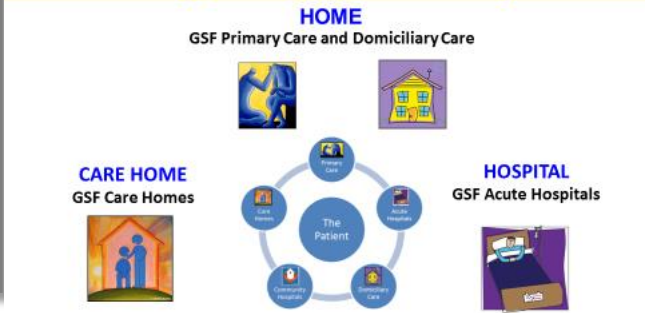 HOME
GSF Primary Care and Domiciliary Care
CARE HOME
GSF Care Homes
HOSPITAL
GSF Acute Hospitals
Primary
Care
Care
Homes
Acute
Hospitals
The
Patient
Community
Hospitals
Domiciliary
Care